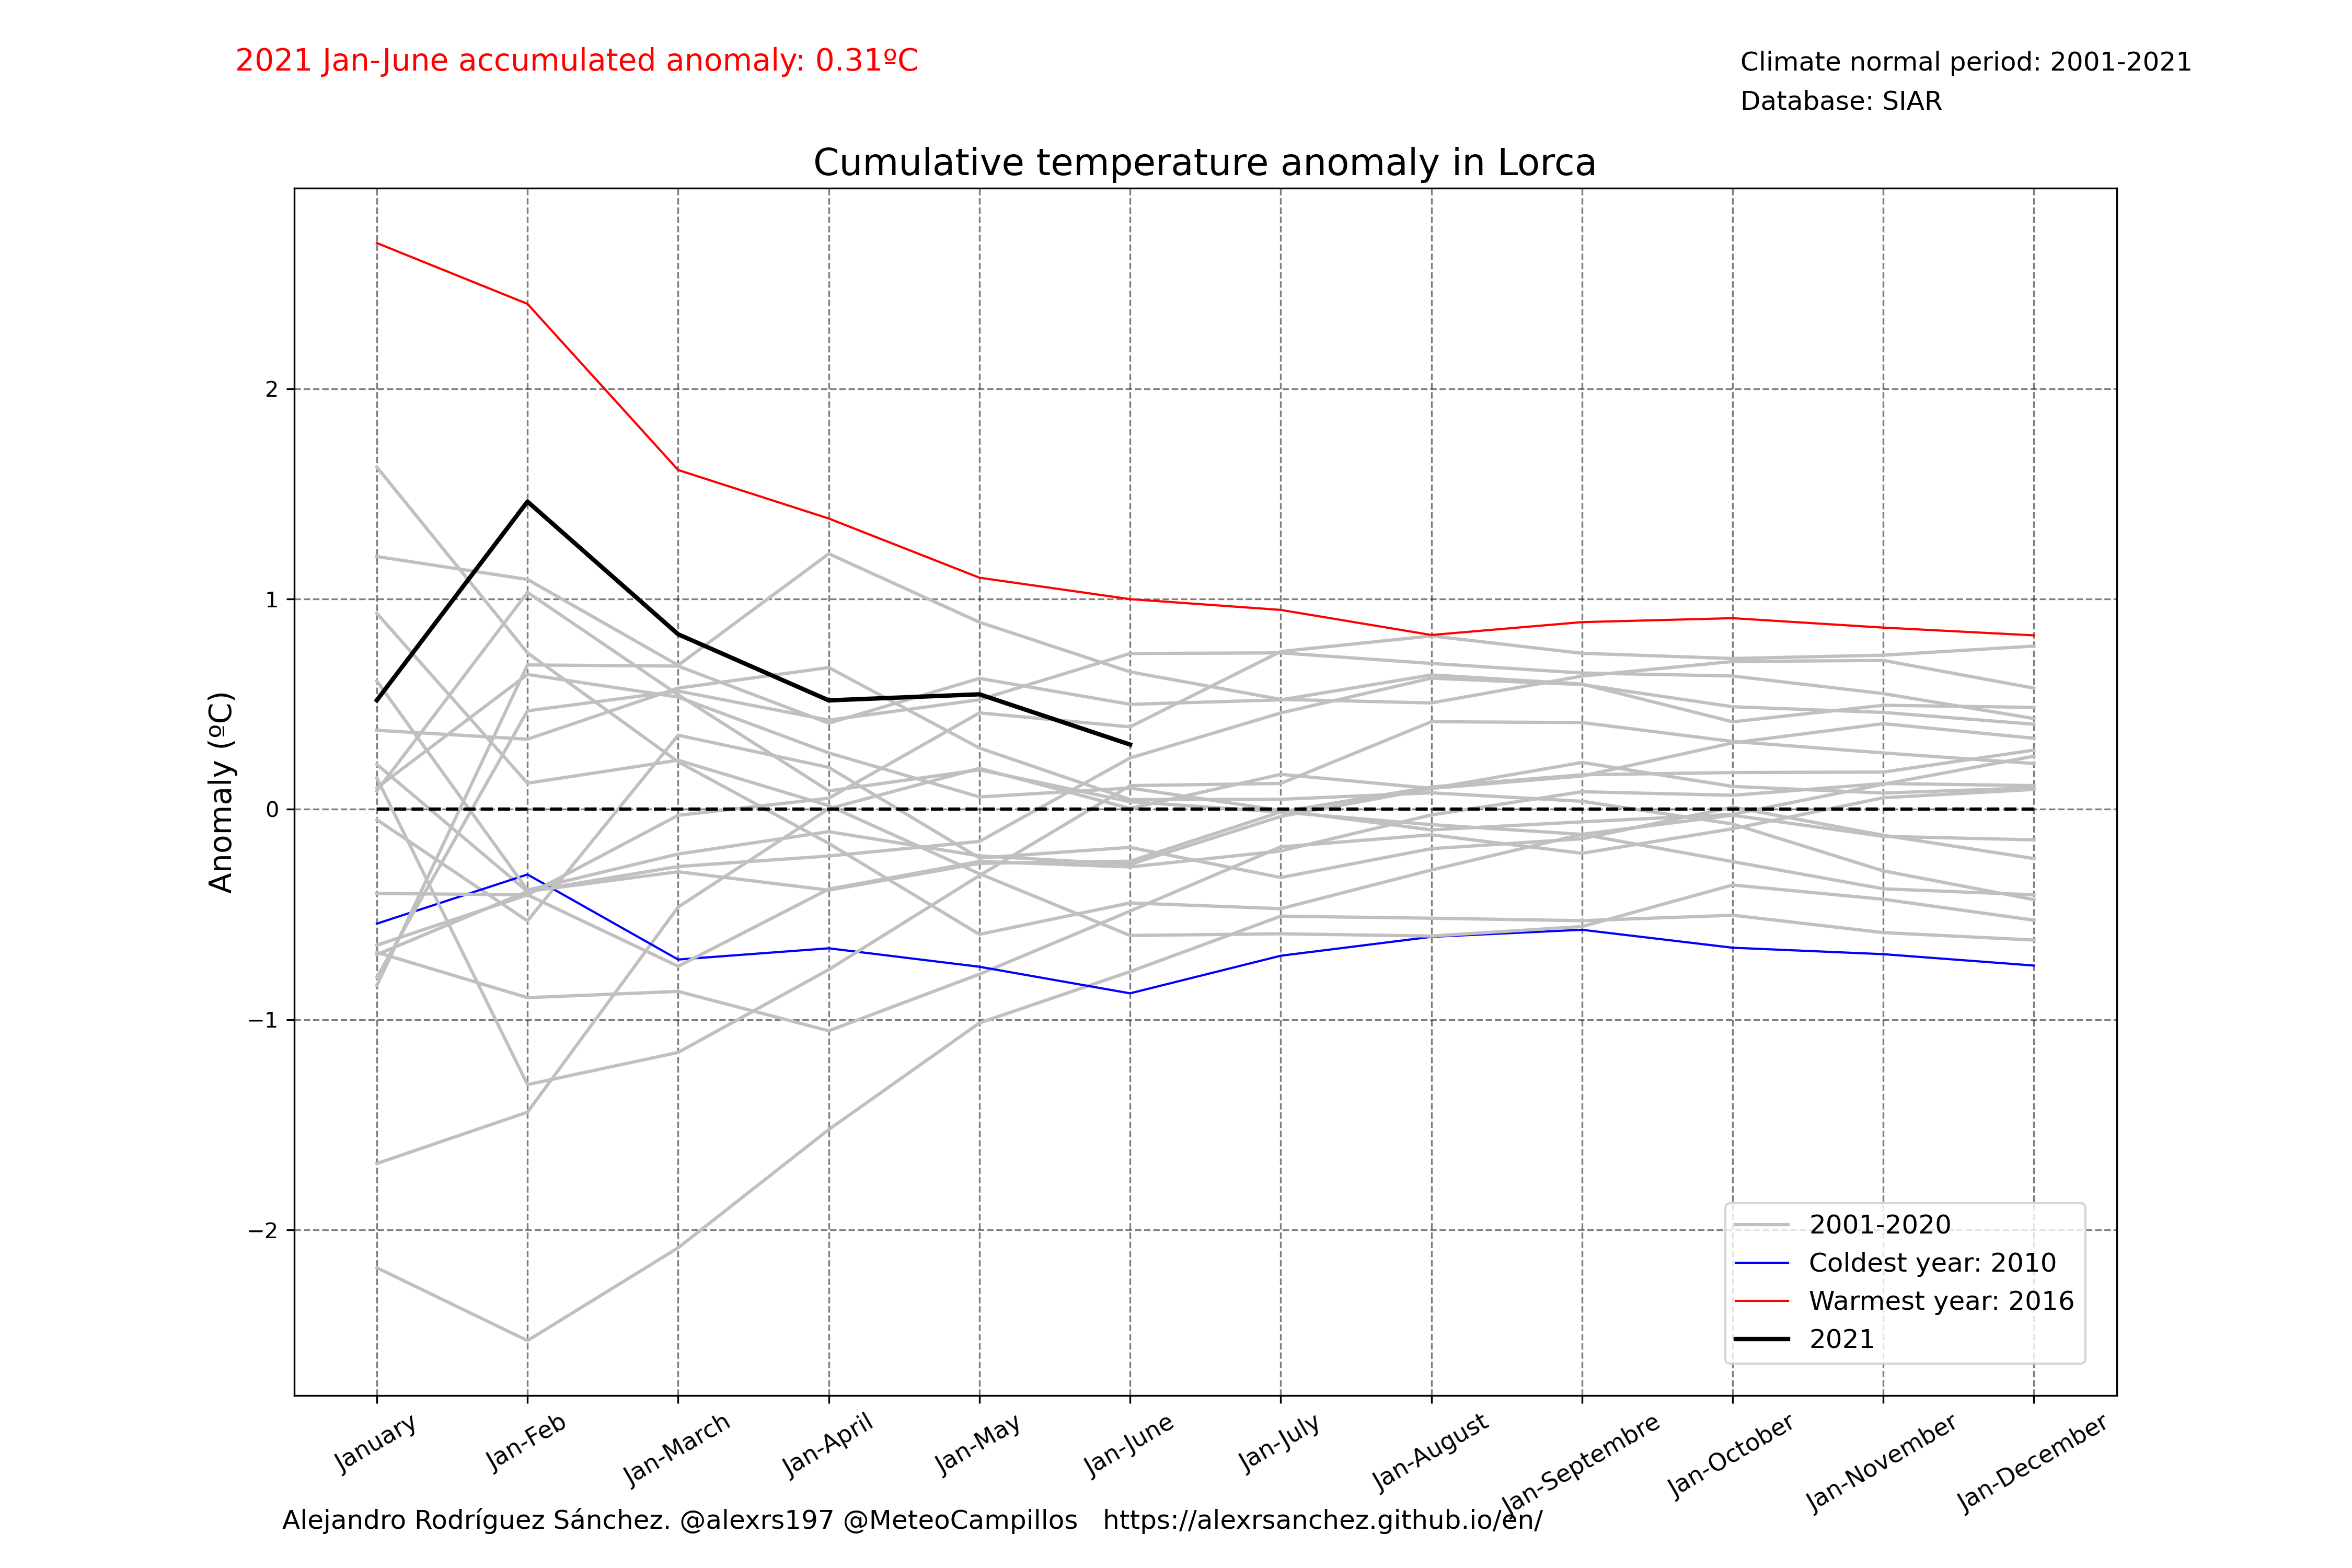 2021 Jan-June accumulated anomaly: 0.31ºC
Climate normal period: 2001-2021
Database: SIAR
Cumulative temperature anomaly in Lorca
Anomaly (ºC)
2
1
0
−1
−2
2001-2020
Coldest year: 2010
Warmest year: 2016
2021
January
Jan-Feb
Jan-March
Jan-April
Jan-May
Jan-June
Jan-July
Jan-August
Jan-Septembre
Jan-October
Jan-November
Jan-December
Alejandro Rodríguez Sánchez. @alexrs197 @MeteoCampillos https://alexrsanchez.github.io/en/